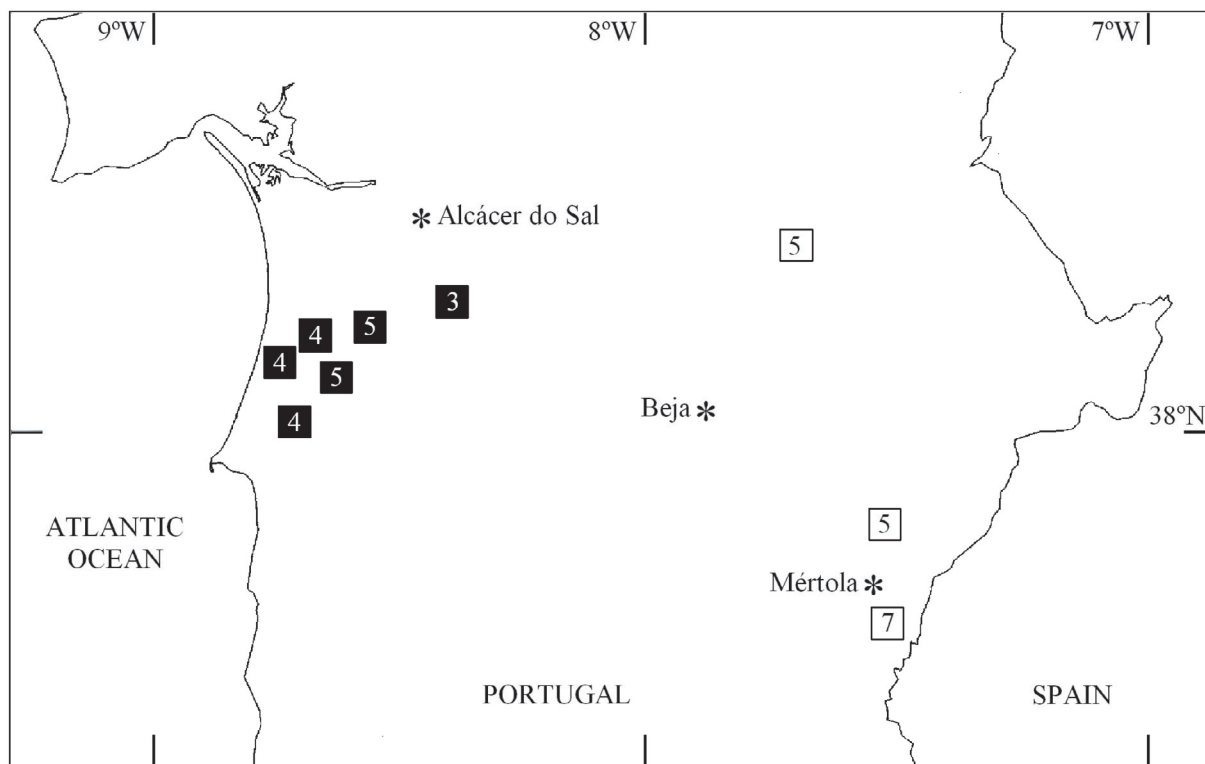 9ºW
8ºW
7ºW
* Alcácer do Sal
5
3
5
4
4
5
Beja *
4
38ºN
ATLANTIC
OCEAN
5
Mértola *
7
PORTUGAL
SPAIN